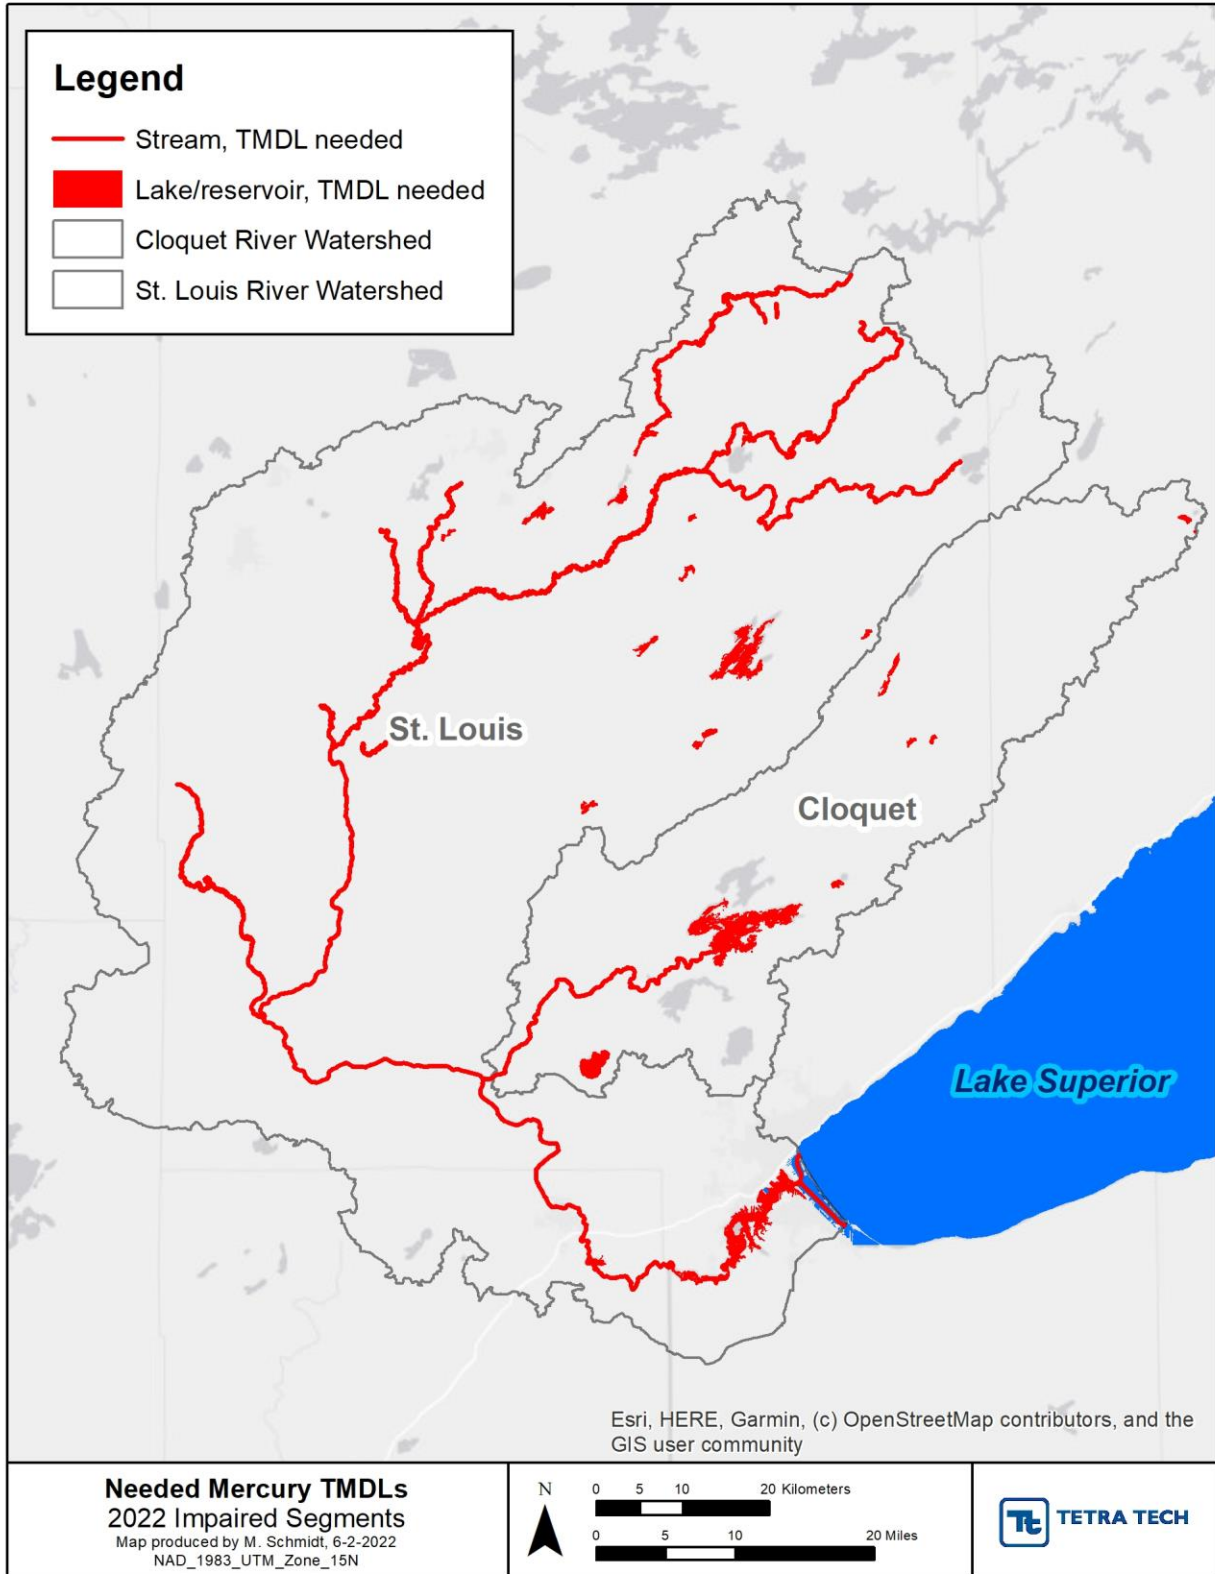 Legend
Stream, TMDL needed
Lake/reservoir, TMDL needed
Cloquet River Watershed
St. Louis River Watershed
St. Louis
Cloquet
Lake Superior
Esri, HERE, Garmin, (c) OpenStreetMap contributors, and the
GIS user community
Needed Mercury TMDLs
2022 Impaired Segments
Map produced by M. Schmidt, 6-2-2022
NAD_1983_UTM_Zone_15N
N
0 5 10 20 Kilometers
0 5 10 20 Miles
Tt TETRA TECH